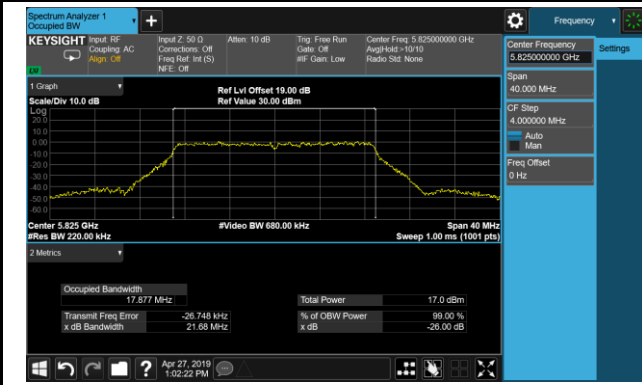 Spectrum Analyzer 1
Occupied BW
+
Frequency
KEYSIGHT
Input: RF
Coupling: AC
Align: Off
Input Z: 50 Ω
Corrections: Off
Freq Ref: Int (S)
NFE: Off
Atten: 10 dB
Trig: Free Run
Gate: Off
#IF Gain: Low
Center Freq: 5.825000000 GHz
Avg|Hold:>10/10
Radio Std: None
Center Frequency
5.825000000 GHz
Settings
Span
40.000 MHz
CF Step
4.000000 MHz
Auto
Man
Freq Offset
0 Hz
1 Graph
Scale/Div 10.0 dB
Ref Lvl Offset 19.00 dB
Ref Value 30.00 dBm
Log
20.0
10.0
0.00
-10.0
-20.0
-30.0
-40.0
-50.0
-60.0
Center 5.825 GHz
#Video BW 680.00 kHz
Span 40 MHz
#Res BW 220.00 kHz
Sweep 1.00 ms (1001 pts)
2 Metrics
Occupied Bandwidth
17.877 MHz
Total Power
17.0 dBm
Transmit Freq Error
-26.748 kHz
% of OBW Power
99.00 %
x dB Bandwidth
21.68 MHz
x dB
-26.00 dB
?
Apr 27, 2019
1:02:22 PM